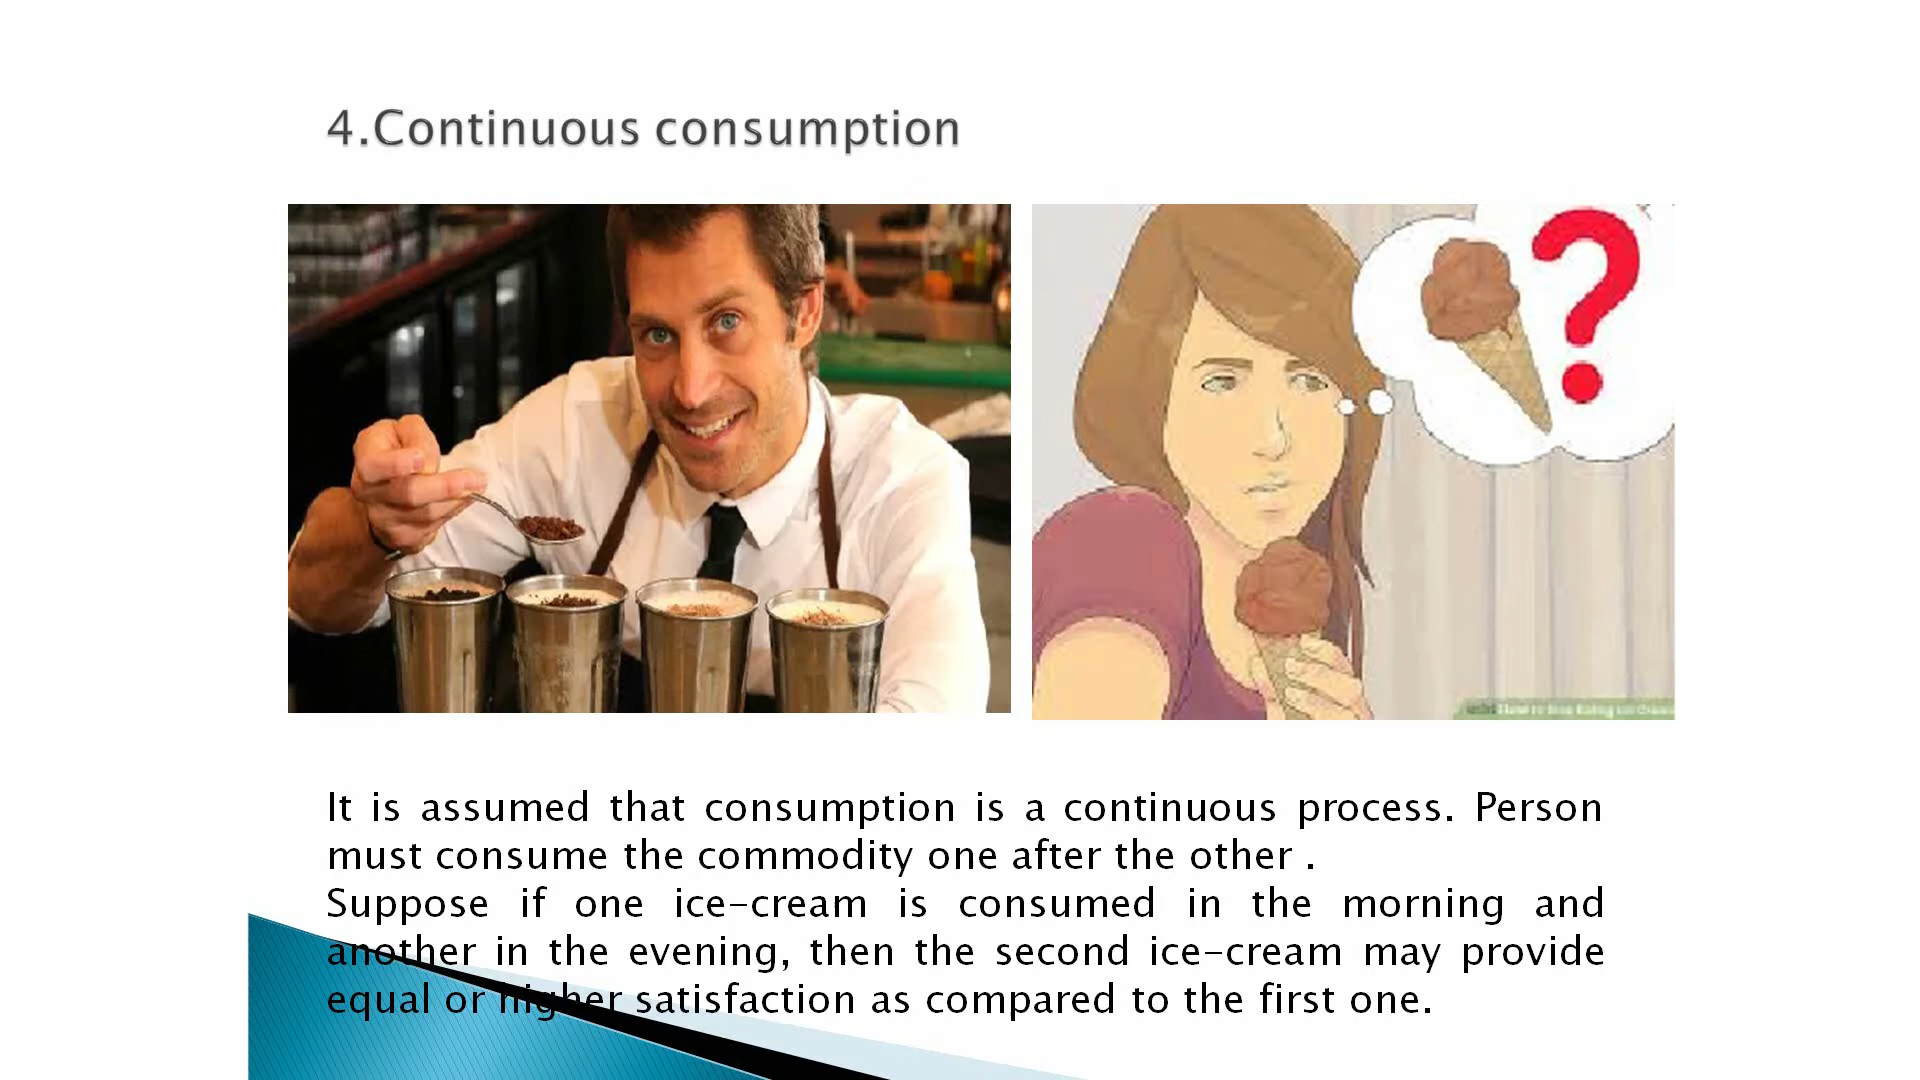 4.Continuous consumption
It is assumed that consumption is a continuous process. Person
must consume the commodity one after the other .
Suppose if one ice-cream is consumed in the morning and
another in the evening, then the second ice-cream may provide
equal or higher satisfaction as compared to the first one.